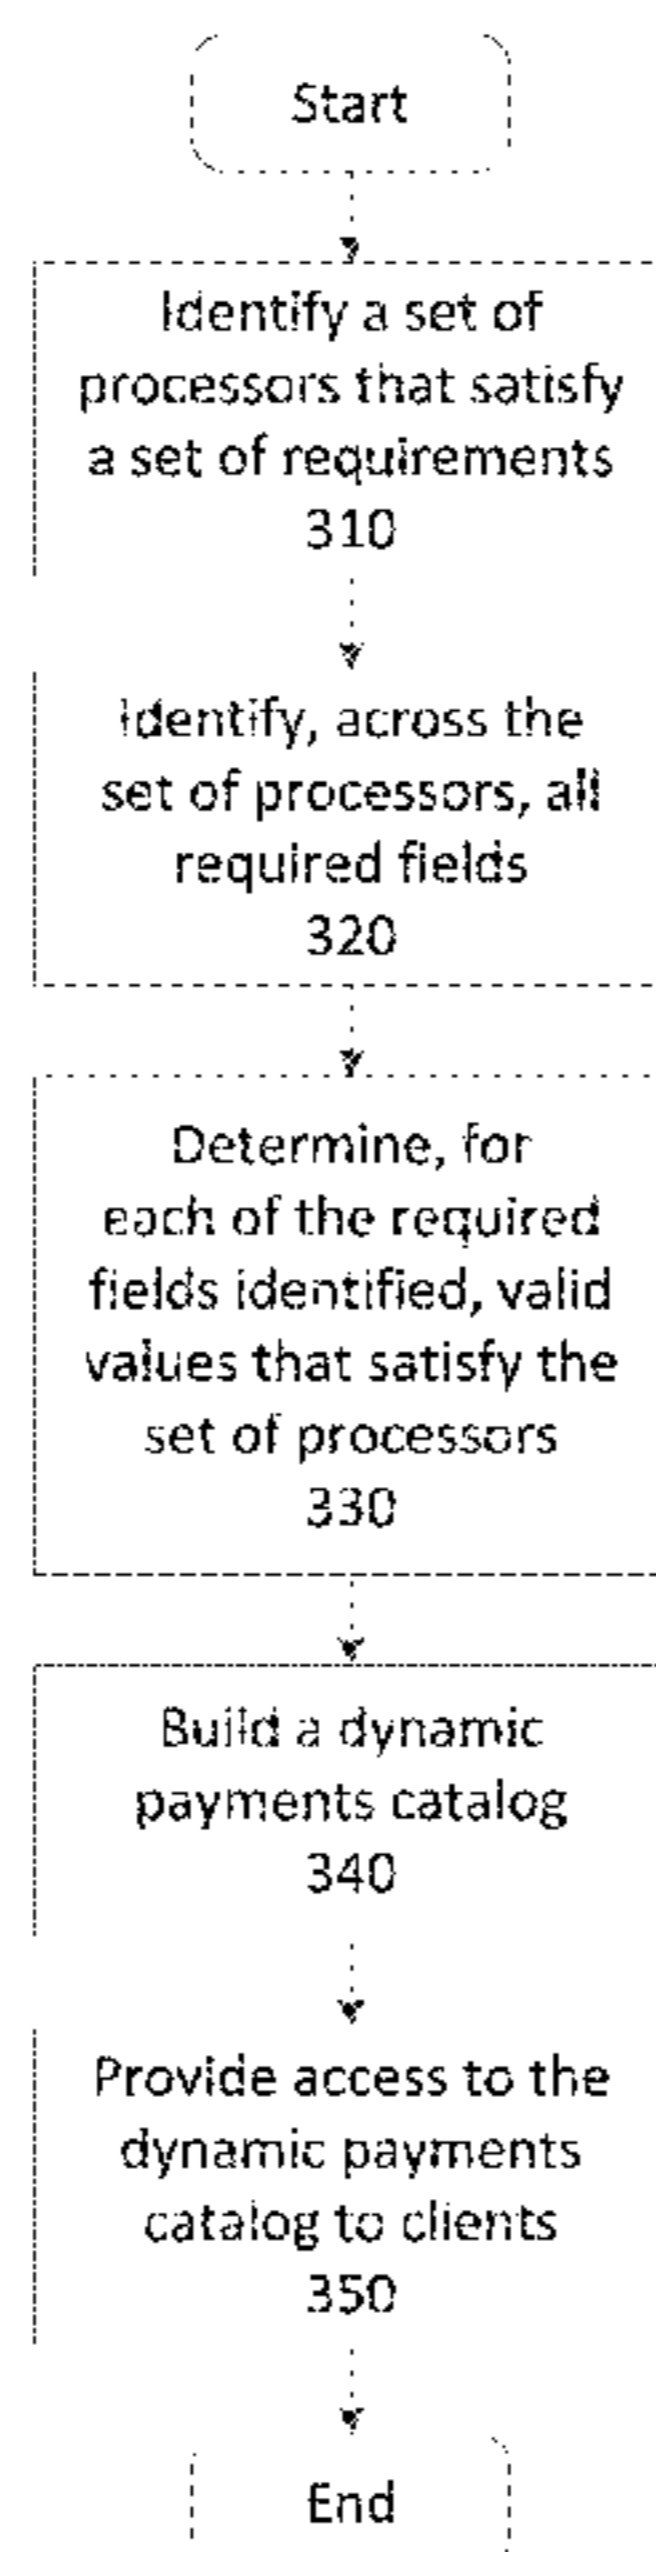 Start
Identify a set of
processors that satisfy
a set of requirements
310
Identify, across the
set of processors, all
required fields
320
Determine, for
each of the required
fields identified, valid
values that satisfy the
set of processors
330
Build a dynamic
payments catalog
340
Provide access to the
dynamic payments
catalog to clients
350
End